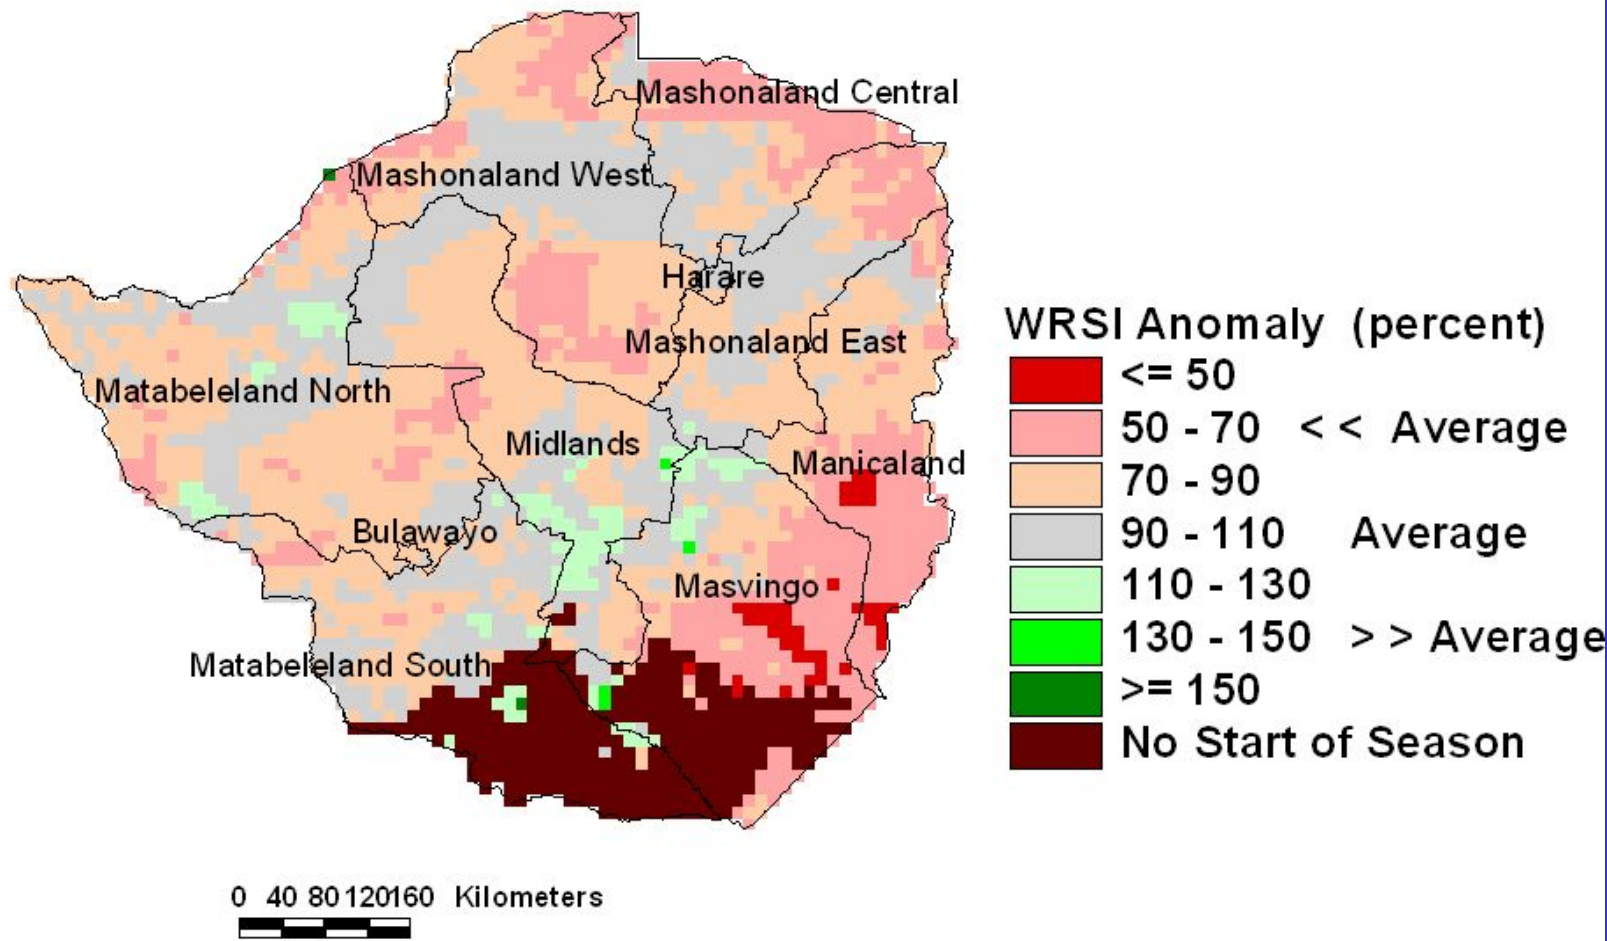 Mashonaland Central
Mashonaland West
Harare
Mashonaland East
Matabeleland North
Midlands
Manicaland
Bulawayo
Masvingo
Matabeleland South
WRSI Anomaly (percent)
<= 50
50 - 70 < < Average
70 - 90
90 - 110 Average
110 - 130
130 - 150 > > Average
>= 150
No Start of Season
0 40 80 120 160 Kilometers